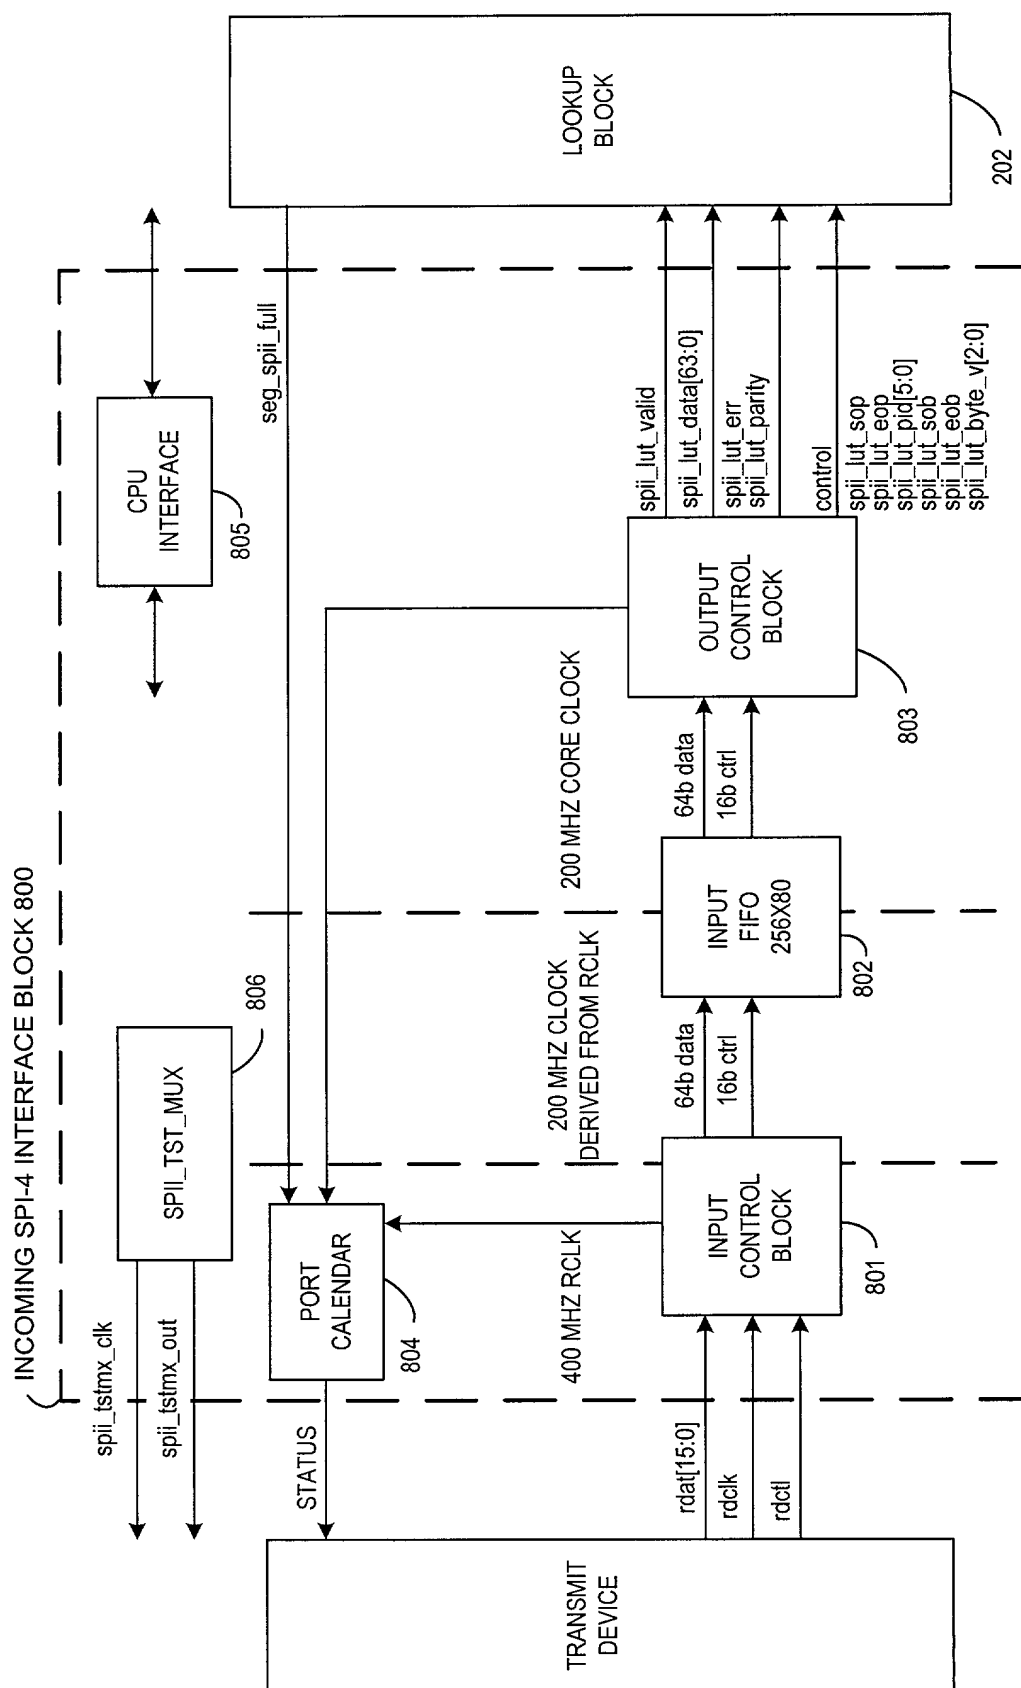 INCOMING SPI-4 INTERFACE BLOCK 800
spii_tstmx_clk
spii_tstmx_out
SPII_TST_MUX
806
CPU
INTERFACE
805
STATUS
PORT
CALENDAR
804
seg_spii_full
TRANSMIT
DEVICE
400 MHZ RCLK
200 MHZ CLOCK
DERIVED FROM RCLK
200 MHZ CORE CLOCK
LOOKUP
BLOCK
202
rdat[15:0]
rdclk
rdctl
INPUT
CONTROL
BLOCK
801
64b data
16b ctrl
INPUT
FIFO
256X80
802
64b data
16b ctrl
OUTPUT
CONTROL
BLOCK
803
spii_lut_valid
spii_lut_data[63:0]
spii_lut_err
spii_lut_parity
control
spii_lut_sop
spii_lut_eop
spii_lut_pid[5:0]
spii_lut_sob
spii_lut_eob
spii_lut_byte_v[2:0]